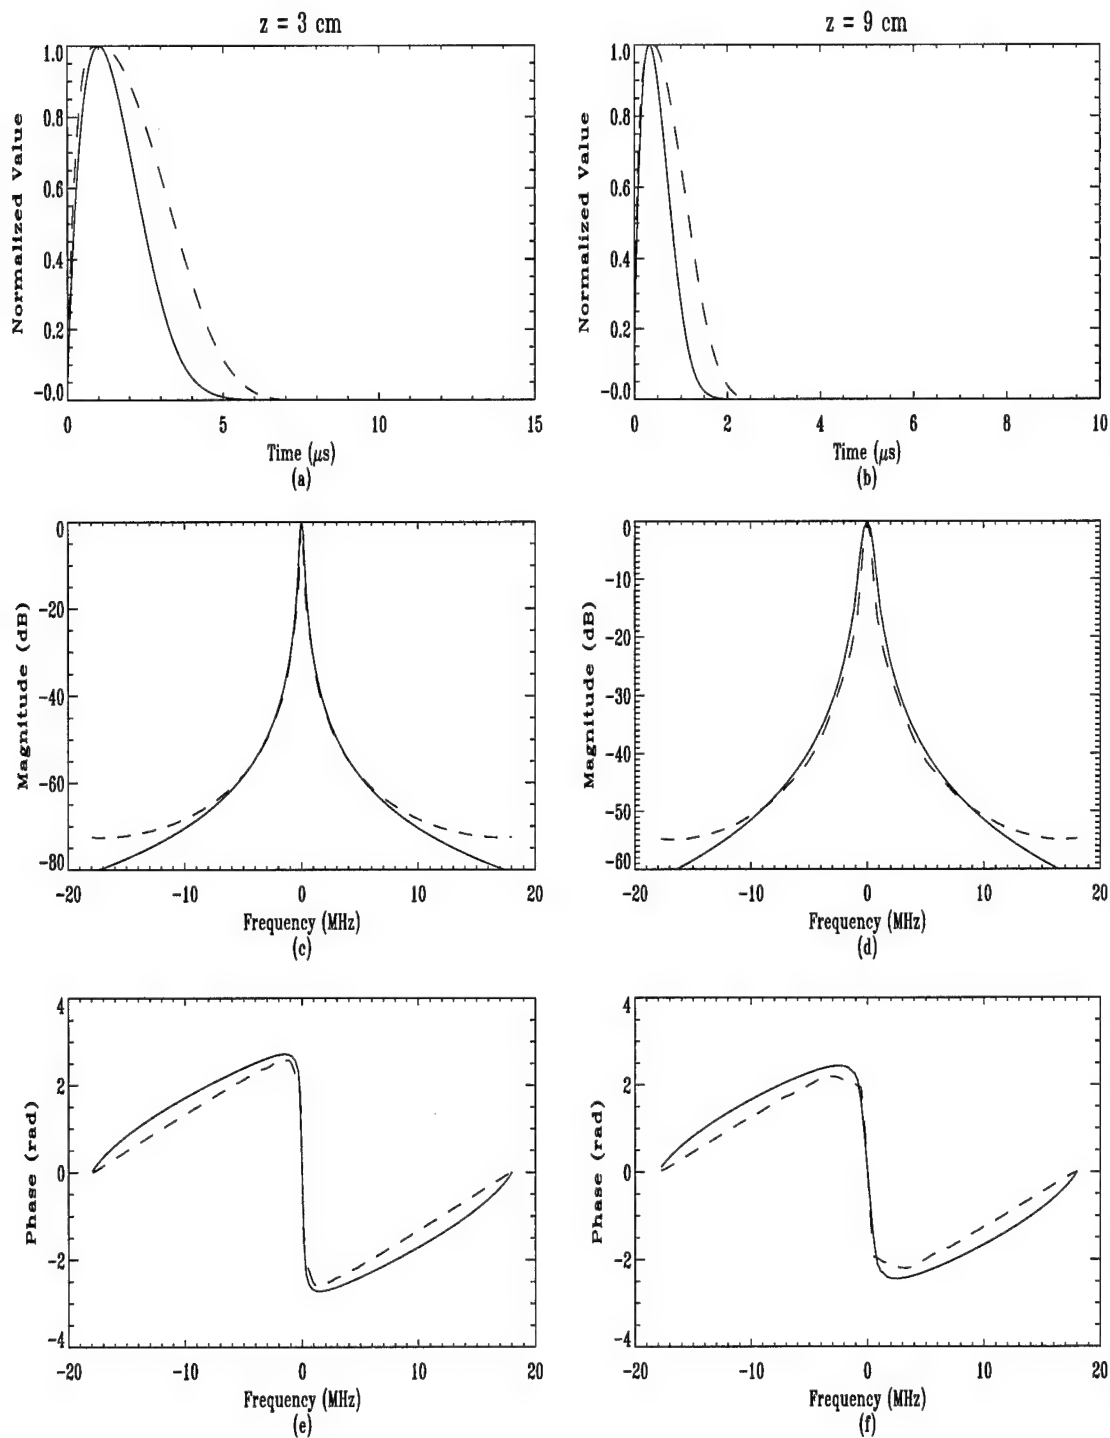 z = 3 cm
z = 9 cm
Normalized Value
1.0
0.8
0.6
0.4
0.2
-0.0
0 5 10 15
Time (μs)
(a)
Normalized Value
1.0
0.8
0.6
0.4
0.2
-0.0
0 2 4 6 8 10
Time (μs)
(b)
Magnitude (dB)
0
-20
-40
-60
-80
-20 -10 0 10 20
Frequency (MHz)
(c)
Magnitude (dB)
0
-10
-20
-30
-40
-50
-60
-20 -10 0 10 20
Frequency (MHz)
(d)
Phase (rad)
4
2
0
-2
-4
-20 -10 0 10 20
Frequency (MHz)
(e)
Phase (rad)
4
2
0
-2
-4
-20 -10 0 10 20
Frequency (MHz)
(f)